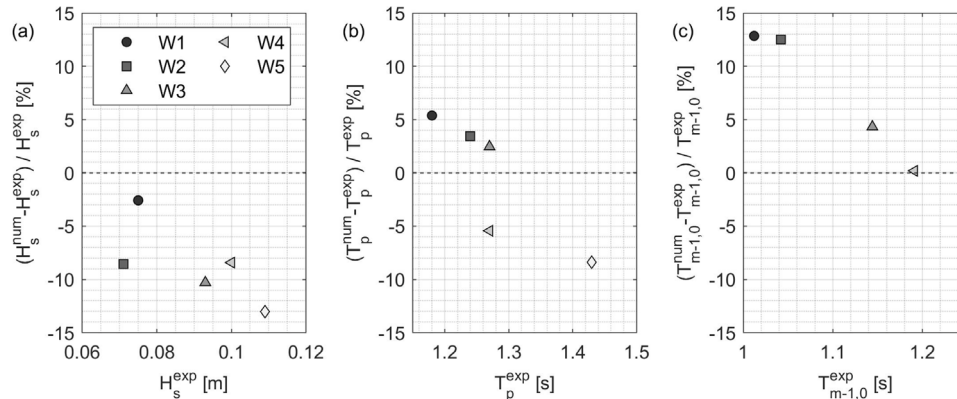 (a)
W1 W4
W2 W5
W3
15
10
5
0
-5
-10
-15
0.06 0.08 0.1 0.12
(H_s^num-H_s^exp) / H_s^exp [%]
H_s^exp [m]
(b)
15
10
5
0
-5
-10
-15
1.2 1.3 1.4 1.5
(T_p^num-T_p^exp) / T_p^exp [%]
T_p^exp [s]
(c)
15
10
5
0
-5
-10
-15
1 1.1 1.2
(T_m-1,0^num-T_m-1,0^exp) / T_m-1,0^exp [%]
T_m-1,0^exp [s]